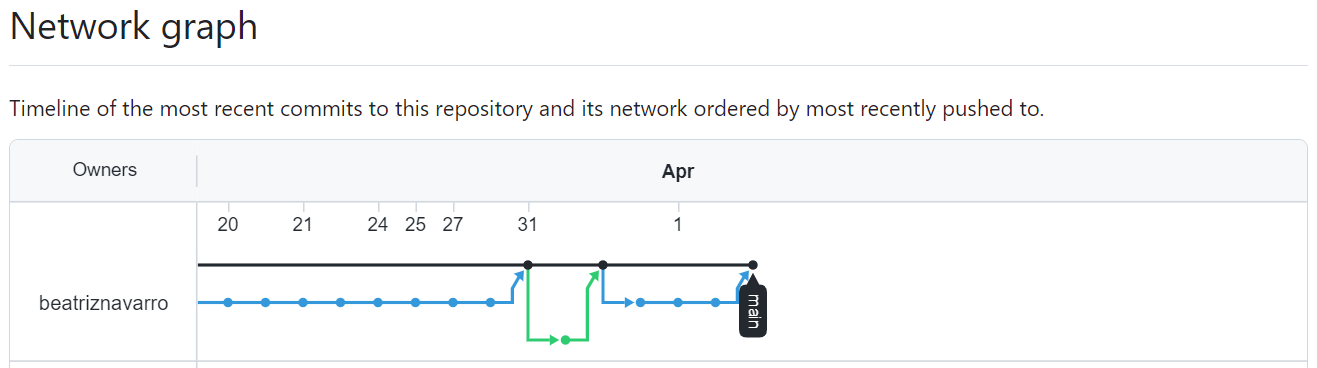 Network graph
Timeline of the most recent commits to this repository and its network ordered by most recently pushed to.
Owners Apr
20 21 24 25 27 31 1
beatriznavarro
main